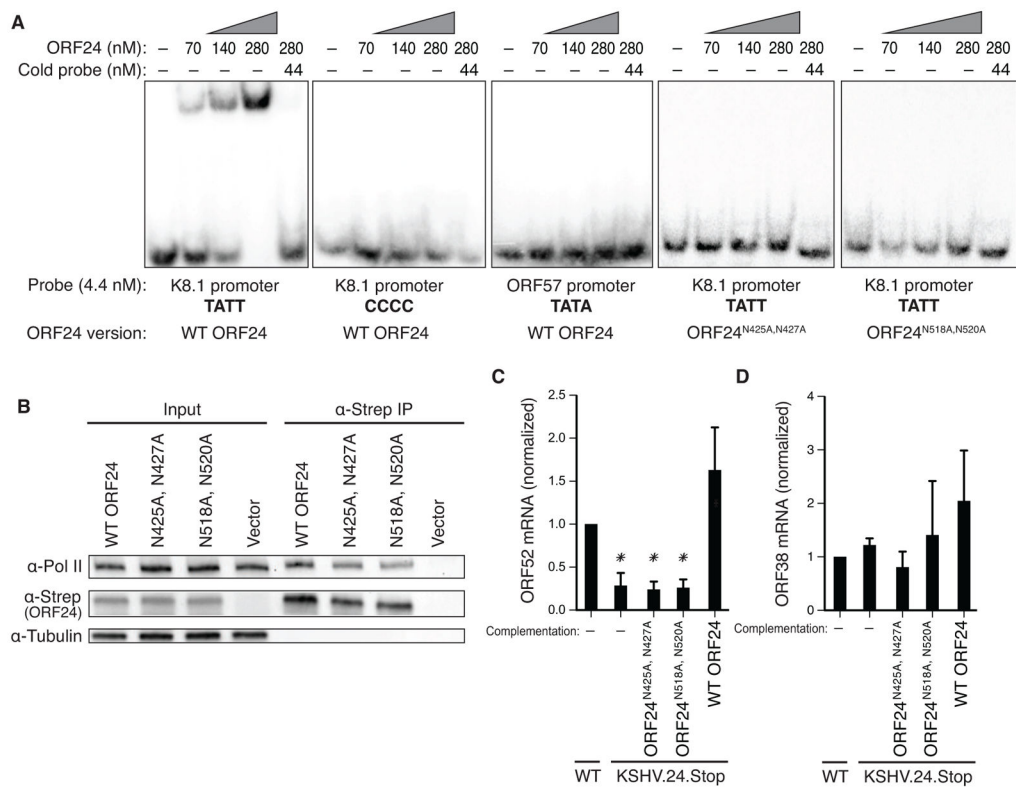 A
ORF24 (nM): – 70 140 280 280 – 70 140 280 280 – 70 140 280 280 – 70 140 280 280 – 70 140 280 280
Cold probe (nM): – – – – 44 – – – – 44 – – – – 44 – – – – 44 – – – – 44
Probe (4.4 nM): K8.1 promoter K8.1 promoter ORF57 promoter K8.1 promoter K8.1 promoter
TATT CCCC TATA TATT TATT
ORF24 version: WT ORF24 WT ORF24 WT ORF24 ORF24N425A,N427A ORF24N518A,N520A
B
Input α-Strep IP
WT ORF24 N425A, N427A N518A, N520A Vector WT ORF24 N425A, N427A N518A, N520A Vector
α-Pol II
α-Strep
(ORF24)
α-Tubulin
C
ORF52 mRNA (normalized)
2.5
2.0
1.5
1.0
0.5
0.0
* * *
Complementation: – – ORF24N425A, N427A ORF24N518A, N520A WT ORF24
WT KSHV.24.Stop
D
ORF38 mRNA (normalized)
4
3
2
1
0
Complementation: – – ORF24N425A, N427A ORF24N518A, N520A WT ORF24
WT KSHV.24.Stop